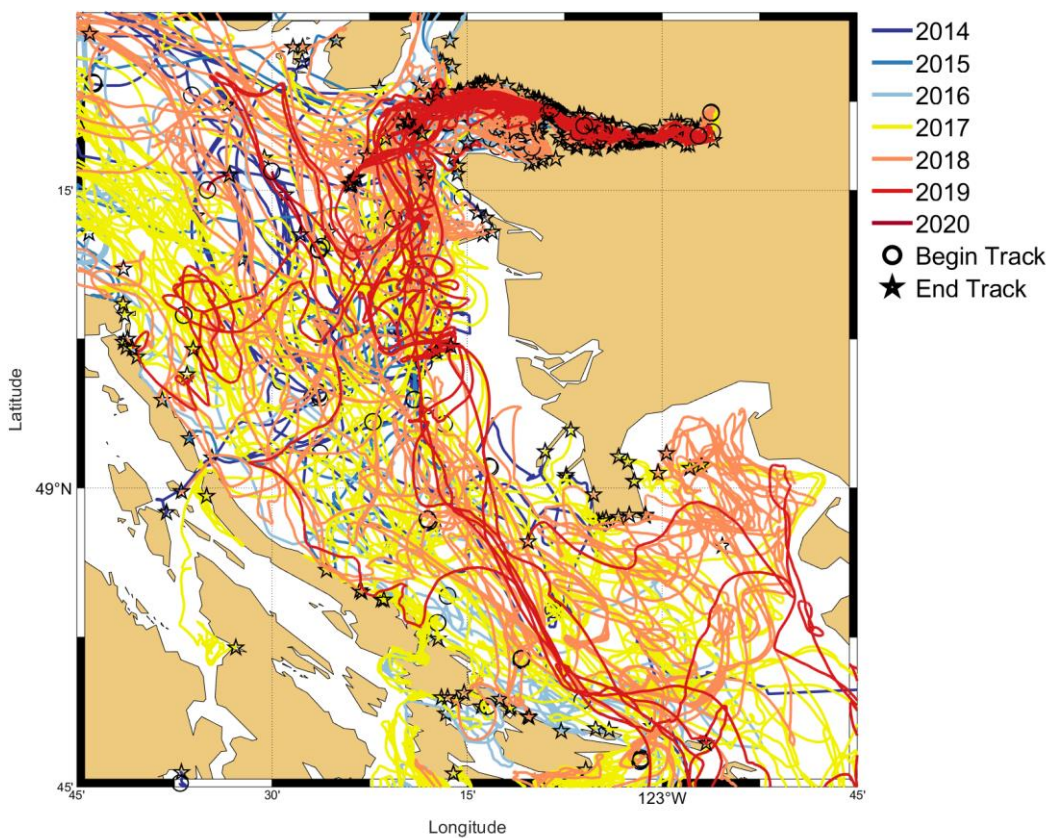 2014
2015
2016
2017
2018
2019
2020
Begin Track
End Track
Latitude
15'
49°N
45'
45'
30'
15'
123°W
45'
Longitude